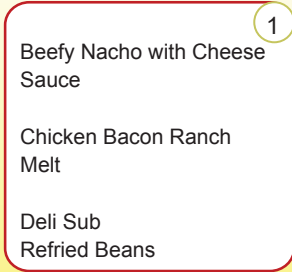 1
Beefy Nacho with Cheese
Sauce
Chicken Bacon Ranch
Melt
Deli Sub
Refried Beans